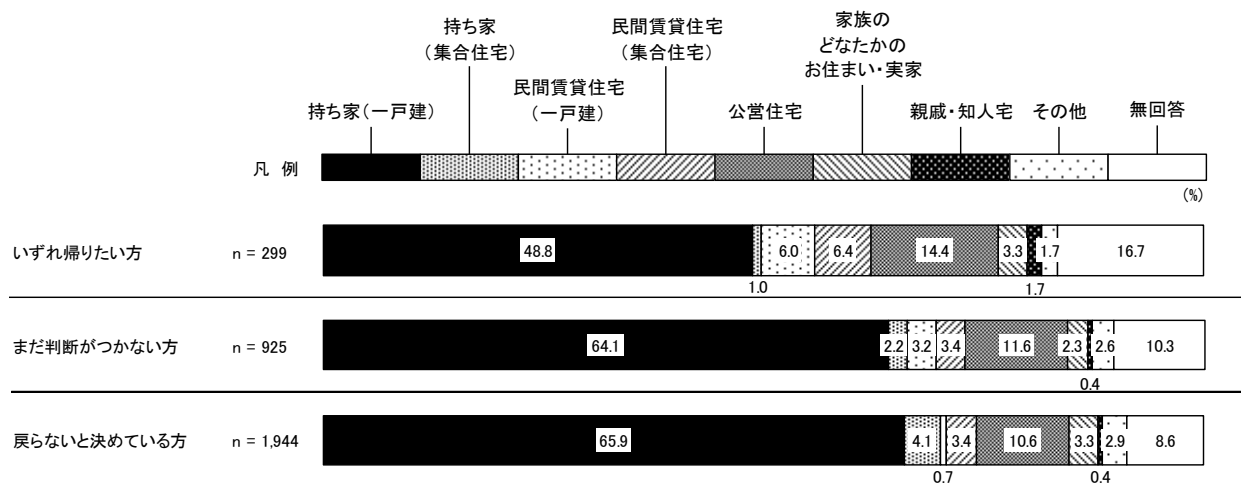 持ち家
(集合住宅)
民間賃貸住宅
(集合住宅)
家族の
どなたかの
お住まい・実家
持ち家(一戸建)
民間賃貸住宅
(一戸建)
公営住宅
親戚・知人宅
その他
無回答
凡 例
(%)
いずれ帰りたい方 n = 299 48.8 6.0 6.4 14.4 3.3 1.7 16.7
1.0 1.7
まだ判断がつかない方 n = 925 64.1 2.2 3.2 3.4 11.6 2.3 2.6 10.3
0.4
戻らないと決めている方 n = 1,944 65.9 4.1 3.4 10.6 3.3 2.9 8.6
0.7 0.4